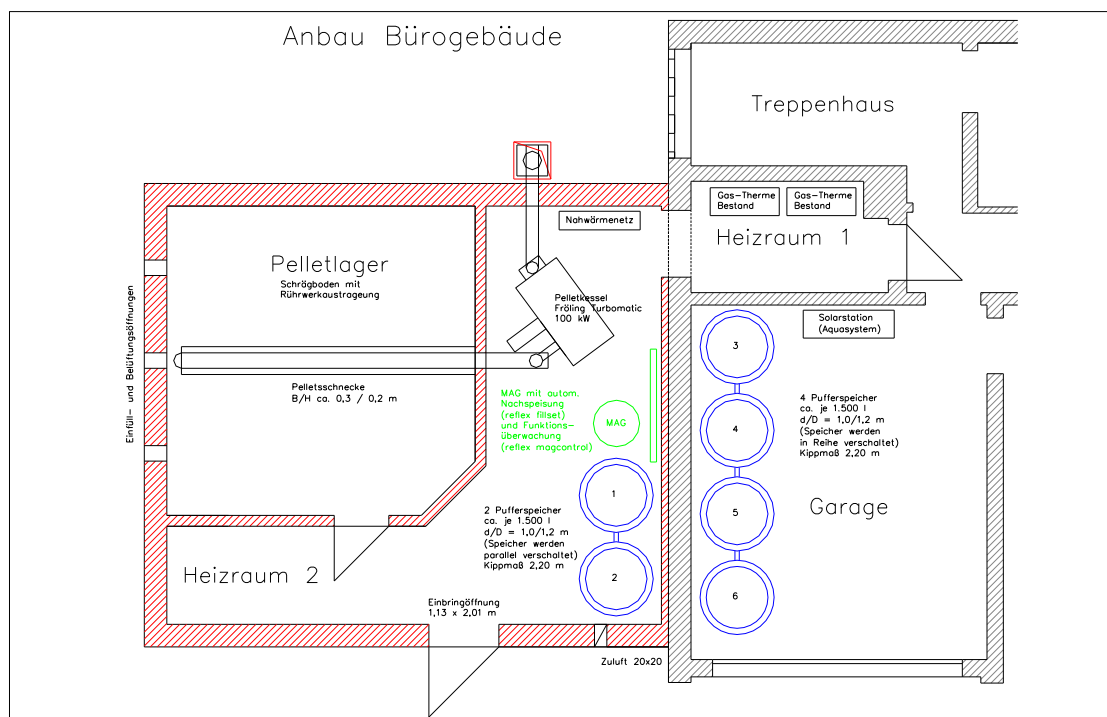 Anbau Bürogebäude
Treppenhaus
Gas-Therme
Bestand
Gas-Therme
Bestand
Nahwärmenetz
Heizraum 1
Pelletlager
Schrägboden mit
Rührwerkaustrageung
Pelletkessel
Fröling Turbomatic
100 kW
Solarstation
(Aquasystem)
Einfüll- und Belüftungsöffnungen
Pelletsschnecke
B/H ca. 0,3 / 0,2 m
MAG mit autom.
Nachspeisung
(reflex fillset)
und Funktions-
überwachung
(reflex magcontrol)
MAG
3
4
5
6
4 Pufferspeicher
ca. je 1.500 l
d/D = 1,0/1,2 m
(Speicher werden
in Reihe verschaltet)
Kippmaß 2,20 m
Garage
1
2
2 Pufferspeicher
ca. je 1.500 l
d/D = 1,0/1,2 m
(Speicher werden
parallel verschaltet)
Kippmaß 2,20 m
Heizraum 2
Einbringöffnung
1,13 x 2,01 m
Zuluft 20x20